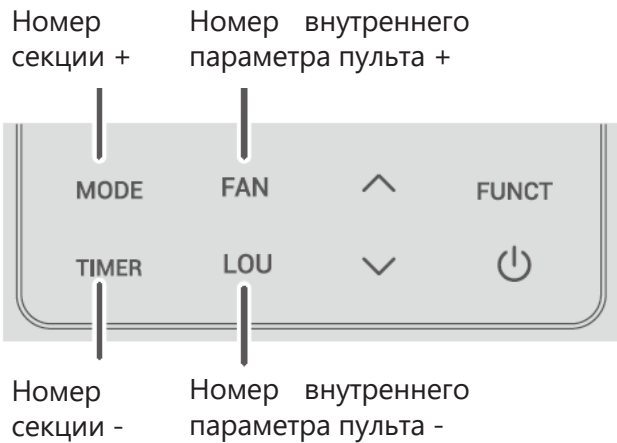 Номер
секции +
Номер внутреннего
параметра пульта +
MODE FAN FUNCT
TIMER LOU
Номер
секции -
Номер внутреннего
параметра пульта -